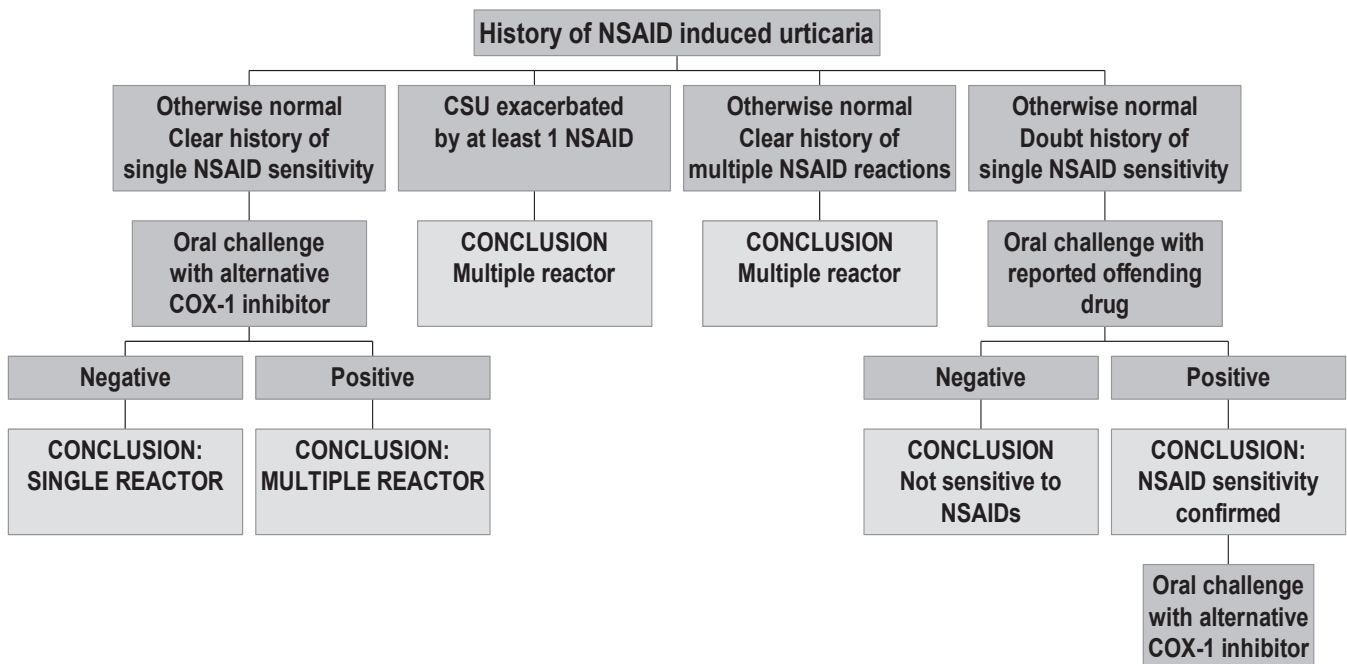 History of NSAID induced urticaria
Otherwise normal
Clear history of
single NSAID sensitivity
CSU exacerbated
by at least 1 NSAID
Otherwise normal
Clear history of
multiple NSAID reactions
Otherwise normal
Doubt history of
single NSAID sensitivity
Oral challenge
with alternative
COX-1 inhibitor
CONCLUSION
Multiple reactor
CONCLUSION
Multiple reactor
Oral challenge with
reported offending
drug
Negative
Positive
Negative
Positive
CONCLUSION:
SINGLE REACTOR
CONCLUSION:
MULTIPLE REACTOR
CONCLUSION
Not sensitive to
NSAIDs
CONCLUSION:
NSAID sensitivity
confirmed
Oral challenge
with alternative
COX-1 inhibitor